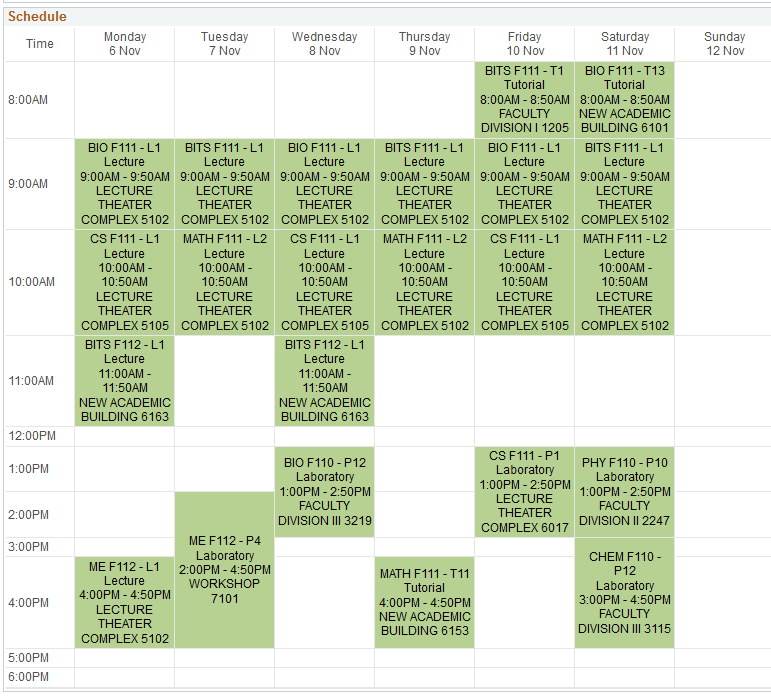 Schedule
Time
Monday
6 Nov
Tuesday
7 Nov
Wednesday
8 Nov
Thursday
9 Nov
Friday
10 Nov
Saturday
11 Nov
Sunday
12 Nov
8:00AM
BITS F111 - T1
Tutorial
8:00AM - 8:50AM
FACULTY
DIVISION I 1205
BIO F111 - T13
Tutorial
8:00AM - 8:50AM
NEW ACADEMIC
BUILDING 6101
9:00AM
BIO F111 - L1
Lecture
9:00AM - 9:50AM
LECTURE
THEATER
COMPLEX 5102
BITS F111 - L1
Lecture
9:00AM - 9:50AM
LECTURE
THEATER
COMPLEX 5102
BIO F111 - L1
Lecture
9:00AM - 9:50AM
LECTURE
THEATER
COMPLEX 5102
BITS F111 - L1
Lecture
9:00AM - 9:50AM
LECTURE
THEATER
COMPLEX 5102
BIO F111 - L1
Lecture
9:00AM - 9:50AM
LECTURE
THEATER
COMPLEX 5102
BITS F111 - L1
Lecture
9:00AM - 9:50AM
LECTURE
THEATER
COMPLEX 5102
10:00AM
CS F111 - L1
Lecture
10:00AM -
10:50AM
LECTURE
THEATER
COMPLEX 5105
MATH F111 - L2
Lecture
10:00AM -
10:50AM
LECTURE
THEATER
COMPLEX 5102
CS F111 - L1
Lecture
10:00AM -
10:50AM
LECTURE
THEATER
COMPLEX 5105
MATH F111 - L2
Lecture
10:00AM -
10:50AM
LECTURE
THEATER
COMPLEX 5102
CS F111 - L1
Lecture
10:00AM -
10:50AM
LECTURE
THEATER
COMPLEX 5105
MATH F111 - L2
Lecture
10:00AM -
10:50AM
LECTURE
THEATER
COMPLEX 5102
11:00AM
BITS F112 - L1
Lecture
11:00AM -
11:50AM
NEW ACADEMIC
BUILDING 6163
BITS F112 - L1
Lecture
11:00AM -
11:50AM
NEW ACADEMIC
BUILDING 6163
12:00PM
1:00PM
BIO F110 - P12
Laboratory
1:00PM - 2:50PM
FACULTY
DIVISION III 3219
CS F111 - P1
Laboratory
1:00PM - 2:50PM
LECTURE
THEATER
COMPLEX 6017
PHY F110 - P10
Laboratory
1:00PM - 2:50PM
FACULTY
DIVISION II 2247
2:00PM
ME F112 - P4
Laboratory
2:00PM - 4:50PM
WORKSHOP
7101
3:00PM
CHEM F110 -
P12
Laboratory
3:00PM - 4:50PM
FACULTY
DIVISION III 3115
4:00PM
ME F112 - L1
Lecture
4:00PM - 4:50PM
LECTURE
THEATER
COMPLEX 5102
MATH F111 - T11
Tutorial
4:00PM - 4:50PM
NEW ACADEMIC
BUILDING 6153
5:00PM
6:00PM